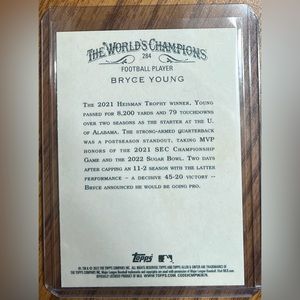 THE WORLD'S CHAMPIONS
284
FOOTBALL PLAYER
BRYCE YOUNG
THE 2021 HEISMAN TROPHY WINNER, YOUNG
PASSED FOR 8,200 YARDS AND 79 TOUCHDOWNS
OVER TWO SEASONS AS THE STARTER AT THE U.
OF ALABAMA. THE STRONG-ARMED QUARTERBACK
WAS A POSTSEASON STANDOUT, TAKING MVP
HONORS OF THE 2021 SEC CHAMPIONSHIP
GAME AND THE 2022 SUGAR BOWL. TWO DAYS
AFTER CAPPING AN 11-2 SEASON WITH THE LATTER
PERFORMANCE – A DECISIVE 45-20 VICTORY –
BRYCE ANNOUNCED HE WOULD BE GOING PRO.
Topps